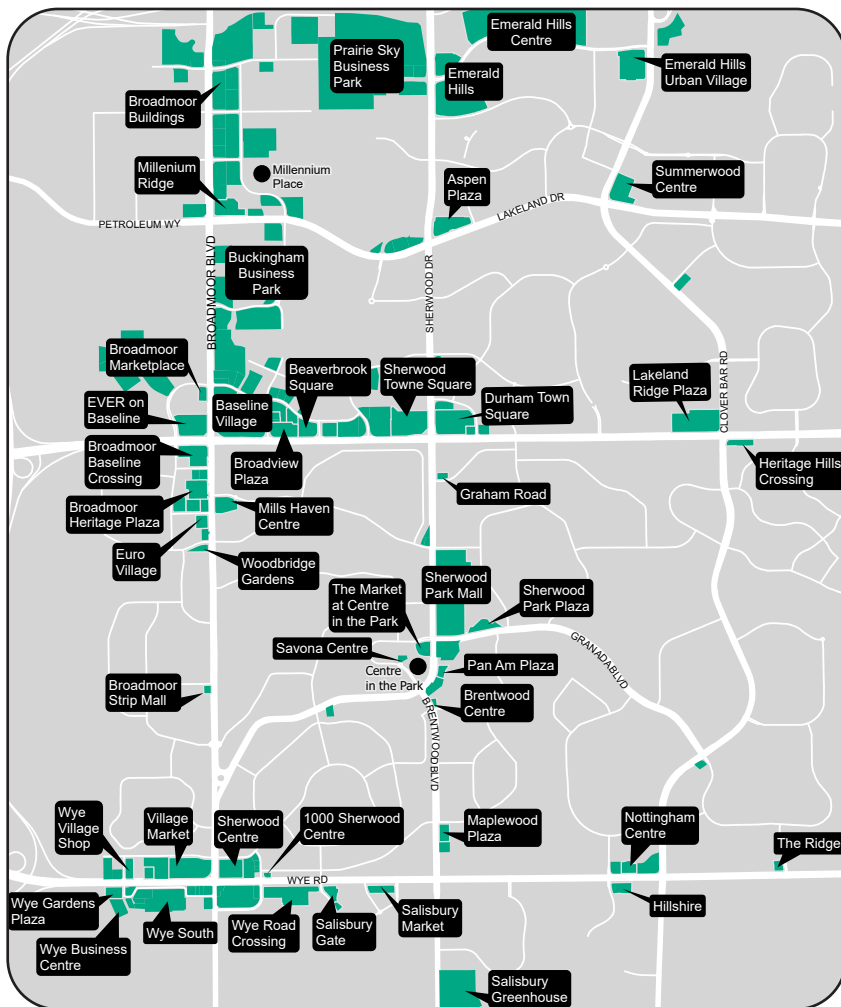 Emerald Hills
Centre
Prairie Sky
Business
Park
Emerald
Hills
Emerald Hills
Urban Village
Broadmoor
Buildings
Millenium
Ridge
Millennium
Place
Aspen
Plaza
Summerwood
Centre
PETROLEUM WY
LAKELAND DR
BROADMOOR BLVD
Buckingham
Business
Park
SHERWOOD DR
Broadmoor
Marketplace
Beaverbrook
Square
Sherwood
Towne Square
Lakeland
Ridge Plaza
CLOVER BAR RD
EVER on
Baseline
Baseline
Village
Durham Town
Square
Broadmoor
Baseline
Crossing
Broadview
Plaza
Heritage Hills
Crossing
Graham Road
Broadmoor
Heritage Plaza
Mills Haven
Centre
Euro
Village
Woodbridge
Gardens
The Market
at Centre
in the Park
Sherwood
Park Mall
Sherwood
Park Plaza
Savona Centre
Centre
in the Park
Pan Am Plaza
GRANADABLVD
Broadmoor
Strip Mall
Brentwood
Centre
BRENTWOODBLVD
Wye
Village
Shop
Village
Market
Sherwood
Centre
1000 Sherwood
Centre
Maplewood
Plaza
Nottingham
Centre
The Ridge
WYE RD
Wye Gardens
Plaza
Wye Business
Centre
Wye South
Wye Road
Crossing
Salisbury
Gate
Salisbury
Market
Hillshire
Salisbury
Greenhouse